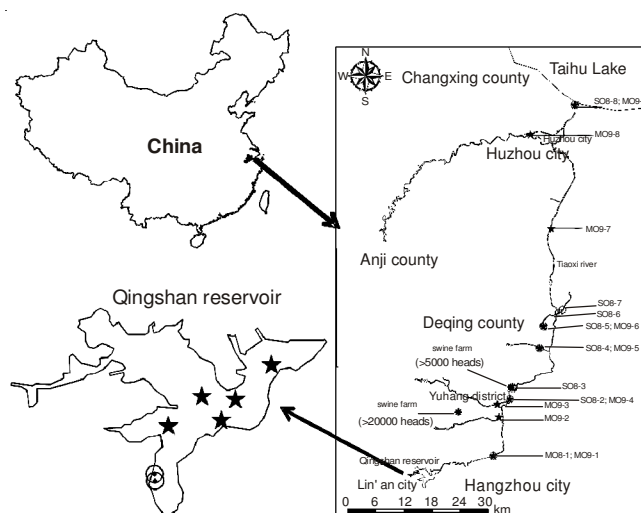 China
N
W E
S
Changxing county
Taihu Lake
SO8-8; MO9-
MO9-8
Huzhou city
Huzhou city
MO9-7
Anji county
Tiaoxi river
Qingshan reservoir
SO8-7
SO8-6
Deqing county
SO8-5; MO9-6
swine farm
(>5000 heads)
SO8-4; MO9-5
SO8-3
Yuhang district
SO8-2; MO9-4
swine farm
(>20000 heads)
MO9-3
MO9-2
Qingshan reservoir
MO8-1; MO9-1
Lin' an city
Hangzhou city
0 6 12 18 24 30
km